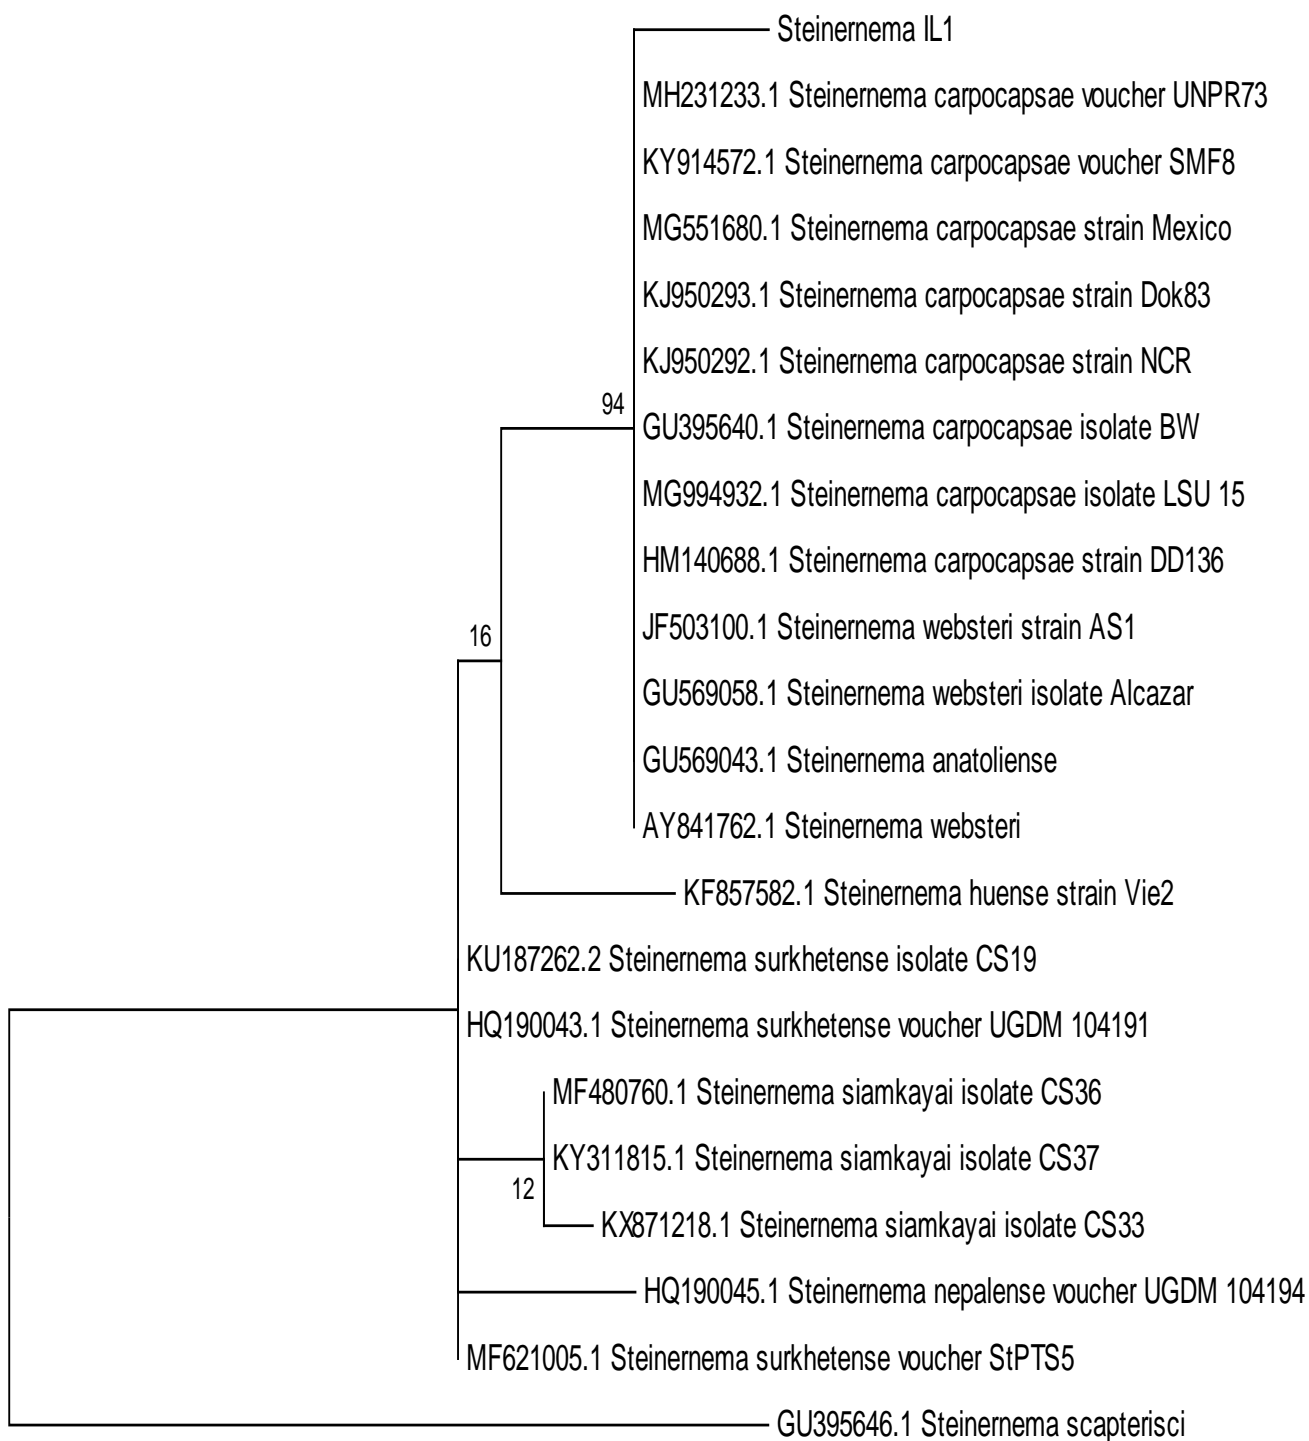 Steinernema IL1
MH231233.1 Steinernema carpocapsae voucher UNPR73
KY914572.1 Steinernema carpocapsae voucher SMF8
MG551680.1 Steinernema carpocapsae strain Mexico
KJ950293.1 Steinernema carpocapsae strain Dok83
KJ950292.1 Steinernema carpocapsae strain NCR
94
GU395640.1 Steinernema carpocapsae isolate BW
MG994932.1 Steinernema carpocapsae isolate LSU 15
HM140688.1 Steinernema carpocapsae strain DD136
JF503100.1 Steinernema websteri strain AS1
16
GU569058.1 Steinernema websteri isolate Alcazar
GU569043.1 Steinernema anatoliense
AY841762.1 Steinernema websteri
KF857582.1 Steinernema huense strain Vie2
KU187262.2 Steinernema surkhetense isolate CS19
HQ190043.1 Steinernema surkhetense voucher UGDM 104191
MF480760.1 Steinernema siamkayai isolate CS36
KY311815.1 Steinernema siamkayai isolate CS37
12
KX871218.1 Steinernema siamkayai isolate CS33
HQ190045.1 Steinernema nepalense voucher UGDM 104194
MF621005.1 Steinernema surkhetense voucher StPTS5
GU395646.1 Steinernema scapterisci